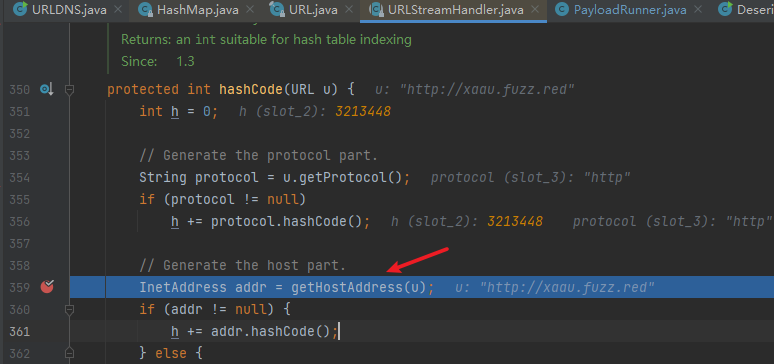 URLDNS.java HashMap.java URL.java URLStreamHandler.java PayloadRunner.java Deseri
Returns: an int suitable for hash table indexing
Since: 1.3
350 protected int hashCode(URL u) { u: "http://xaau.fuzz.red"
351 int h = 0; h (slot_2): 3213448
352
353 // Generate the protocol part.
354 String protocol = u.getProtocol(); protocol (slot_3): "http"
355 if (protocol != null)
356 h += protocol.hashCode(); h (slot_2): 3213448 protocol (slot_3): "http"
357
358 // Generate the host part.
359 InetAddress addr = getHostAddress(u); u: "http://xaau.fuzz.red"
360 if (addr != null) {
361 h += addr.hashCode();
362 } else {